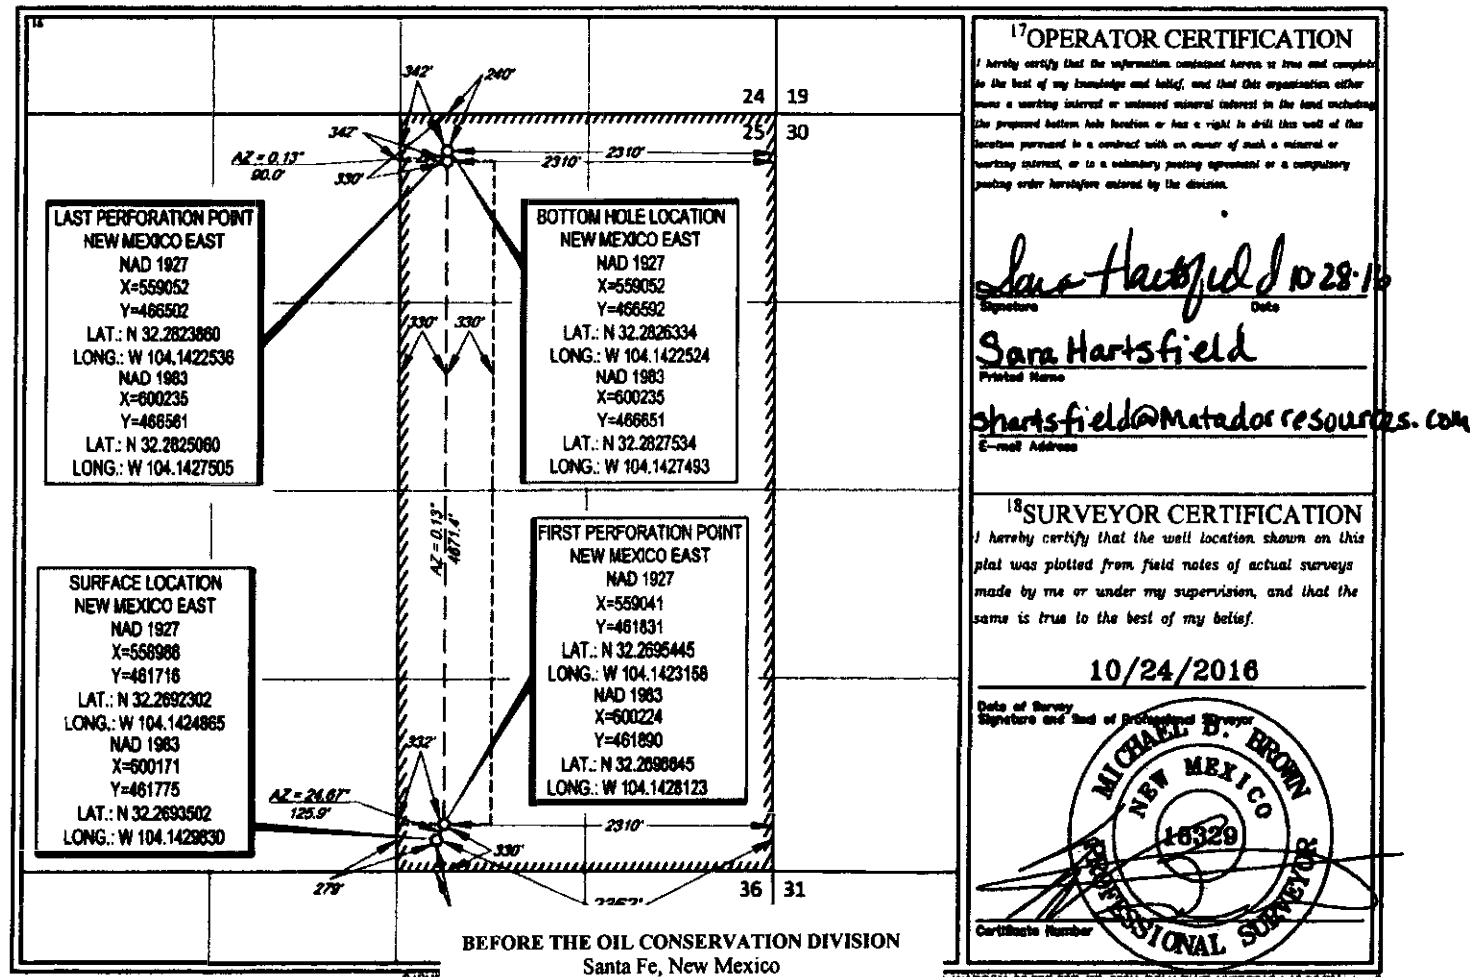 16
342'
240'
24 19
25 30
342'
2310'
2310'
AZ = 0.13°
90.0'
330'
LAST PERFORATION POINT
NEW MEXICO EAST
NAD 1927
X=559052
Y=466502
LAT.: N 32.2823860
LONG.: W 104.1422536
NAD 1983
X=600235
Y=466561
LAT.: N 32.2825060
LONG.: W 104.1427505
BOTTOM HOLE LOCATION
NEW MEXICO EAST
NAD 1927
X=559052
Y=466592
LAT.: N 32.2826334
LONG.: W 104.1422524
NAD 1983
X=600235
Y=466651
LAT.: N 32.2827534
LONG.: W 104.1427493
330' 330'
AZ = 0.13°
4671.4'
FIRST PERFORATION POINT
NEW MEXICO EAST
NAD 1927
X=559041
Y=461831
LAT.: N 32.2695445
LONG.: W 104.1423158
NAD 1983
X=600224
Y=461890
LAT.: N 32.2696645
LONG.: W 104.1428123
SURFACE LOCATION
NEW MEXICO EAST
NAD 1927
X=558988
Y=461716
LAT.: N 32.2692302
LONG.: W 104.1424865
NAD 1983
X=600171
Y=461775
LAT.: N 32.2693502
LONG.: W 104.1429830
332'
AZ = 24.67°
125.9'
2310'
330'
279'
36 31
BEFORE THE OIL CONSERVATION DIVISION
Santa Fe, New Mexico
17OPERATOR CERTIFICATION
I hereby certify that the information contained herein is true and complete
to the best of my knowledge and belief, and that this organization either
owns a working interest or unleased mineral interest in the land including
the proposed bottom hole location or has a right to drill this well at this
location pursuant to a contract with an owner of such a mineral or
working interest, or to a voluntary pooling agreement or a compulsory
pooling order heretofore entered by the division.
Sara Hartsfield 10-28-16
Signature Date
Sara Hartsfield
Printed Name
shartsfield@Matadorresources.com
E-mail Address
18SURVEYOR CERTIFICATION
I hereby certify that the well location shown on this
plat was plotted from field notes of actual surveys
made by me or under my supervision, and that the
same is true to the best of my belief.
10/24/2016
Date of Survey
Signature and Seal of Professional Surveyor
MICHAEL B. BROWN
NEW MEXICO
18329
PROFESSIONAL SURVEYOR
Certificate Number